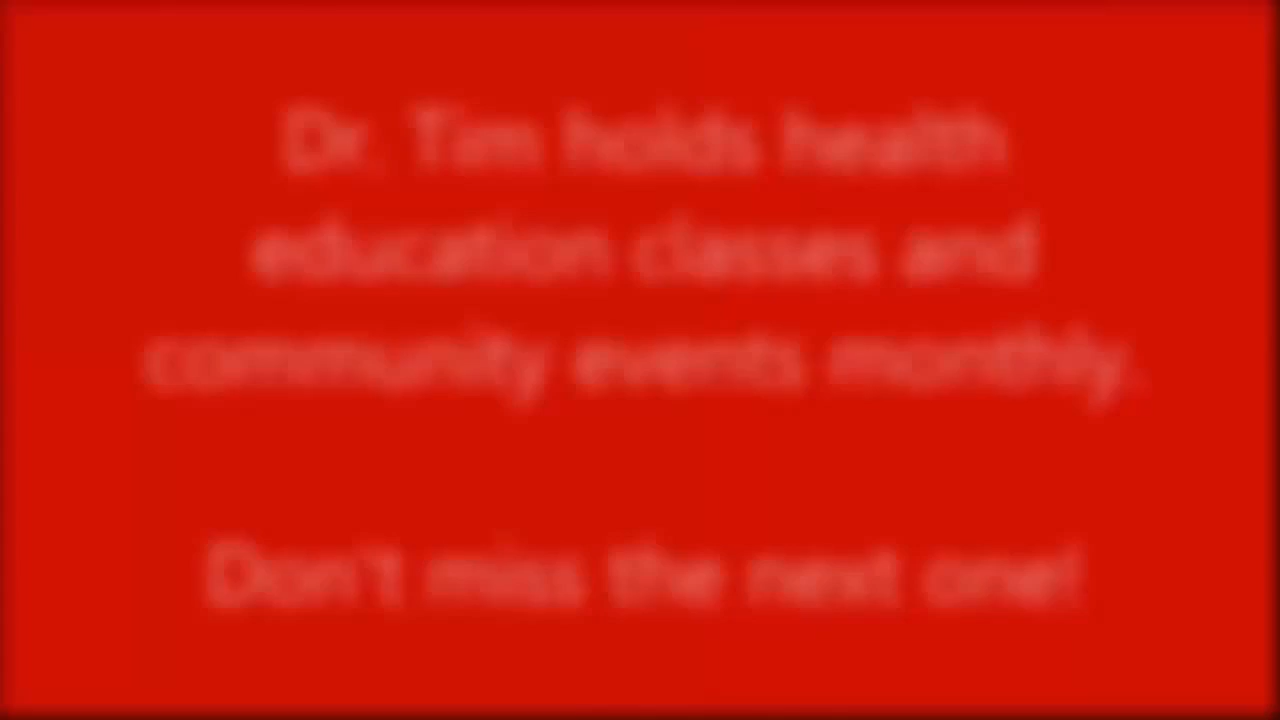 Dr. Tim holds health
education classes and
community events monthly.
Don't miss the next one!